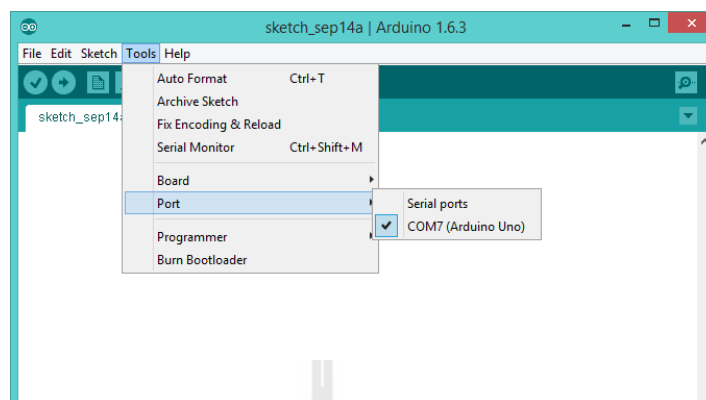 sketch_sep14a | Arduino 1.6.3
File Edit Sketch Tools Help
sketch_sep14a
Auto Format Ctrl+T
Archive Sketch
Fix Encoding & Reload
Serial Monitor Ctrl+Shift+M
Board
Port
Serial ports
COM7 (Arduino Uno)
Programmer
Burn Bootloader